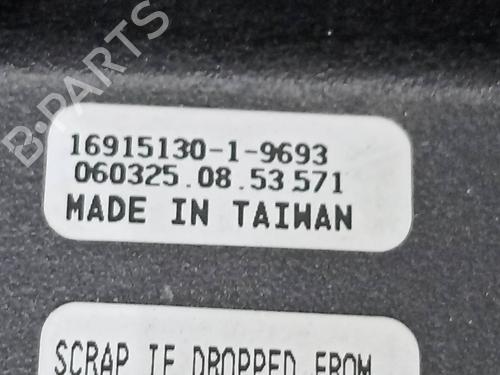 B.PARTS
16915130-1-9693
060325.08.53571
MADE IN TAIWAN
SCRAP IF DROPPED FROM